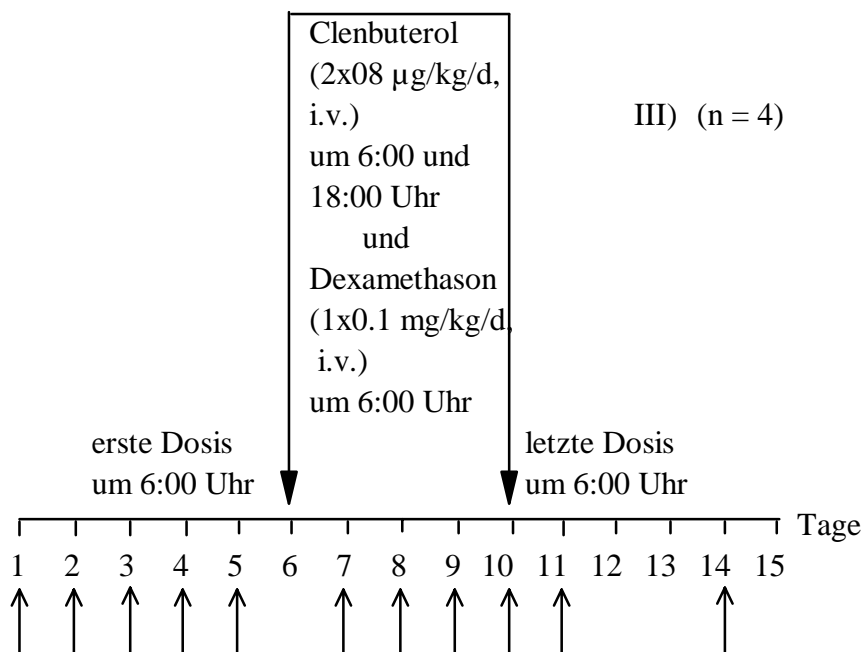 Clenbuterol
(2x08 µg/kg/d,
i.v.)
um 6:00 und
18:00 Uhr
und
Dexamethason
(1x0.1 mg/kg/d,
i.v.)
um 6:00 Uhr
III) (n = 4)
erste Dosis
um 6:00 Uhr
letzte Dosis
um 6:00 Uhr
Tage
1 2 3 4 5 6 7 8 9 10 11 12 13 14 15